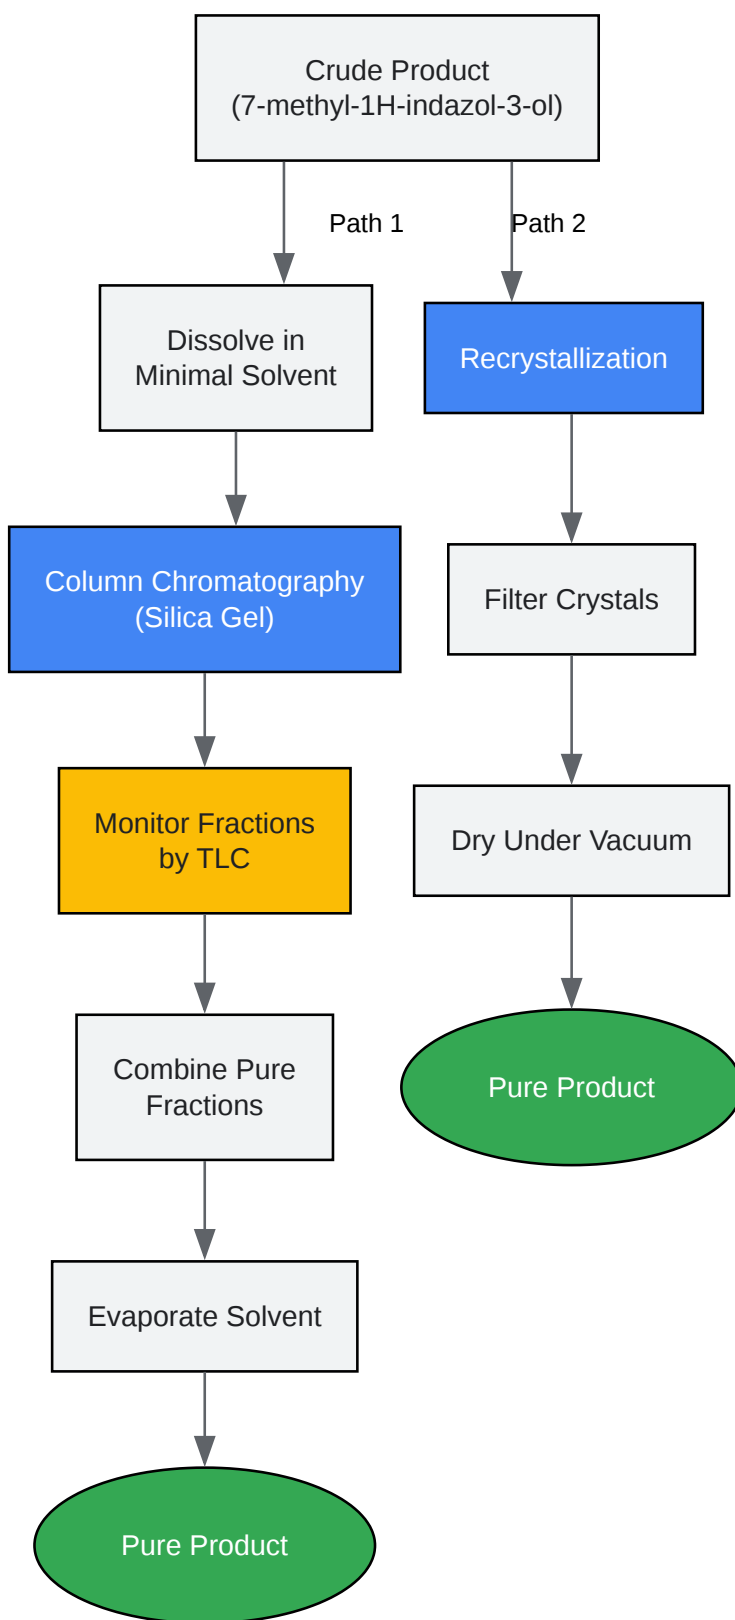 Crude Product
(7-methyl-1H-indazol-3-ol)
Path 1
Path 2
Dissolve in
Minimal Solvent
Recrystallization
Column Chromatography
(Silica Gel)
Filter Crystals
Monitor Fractions
by TLC
Dry Under Vacuum
Combine Pure
Fractions
Pure Product
Evaporate Solvent
Pure Product